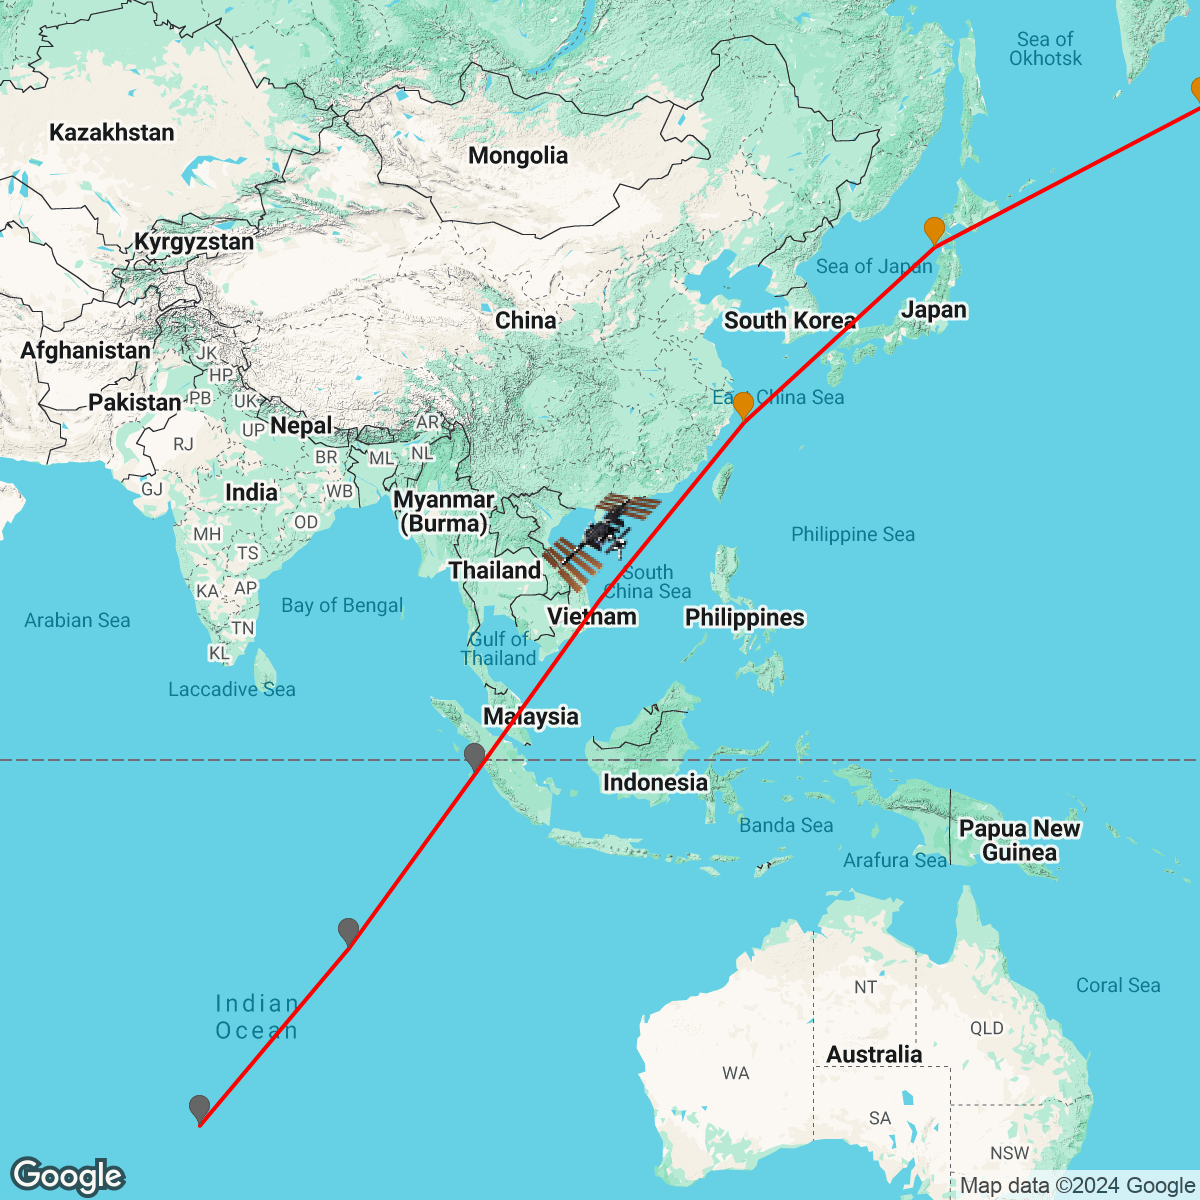 Sea of
Okhotsk
Kazakhstan
Mongolia
Kyrgyzstan
Sea of Japan
Japan
China
South Korea
Afghanistan
JK
HP
Pakistan
PB
UK
East China Sea
Nepal
UP
AR
RJ
BR
ML
NL
GJ
India
WB
Myanmar
(Burma)
OD
MH
Philippine Sea
TS
Thailand
South
China Sea
KA
AP
Bay of Bengal
Arabian Sea
Vietnam
Philippines
TN
Gulf of
Thailand
KL
Laccadive Sea
Malaysia
Indonesia
Banda Sea
Papua New
Guinea
Arafura Sea
NT
Coral Sea
Indian
Ocean
QLD
Australia
WA
SA
NSW
Google
Map data ©2024 Google